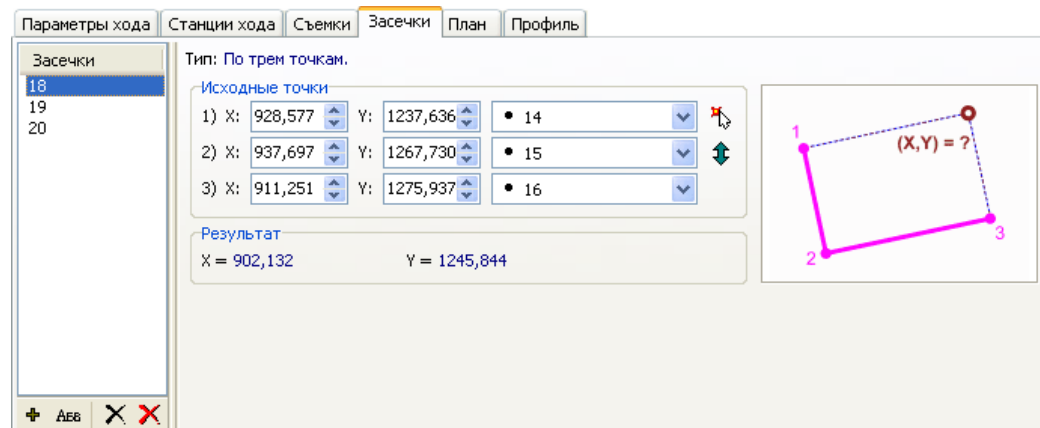 Параметры хода Станции хода Съемки Засечки План Профиль
Засечки
18
19
20
Тип: По трем точкам.
Исходные точки
1) X: 928,577 Y: 1237,636 • 14
2) X: 937,697 Y: 1267,730 • 15
3) X: 911,251 Y: 1275,937 • 16
Результат
X = 902,132 Y = 1245,844
1
(X,Y) = ?
2
3
АБВ